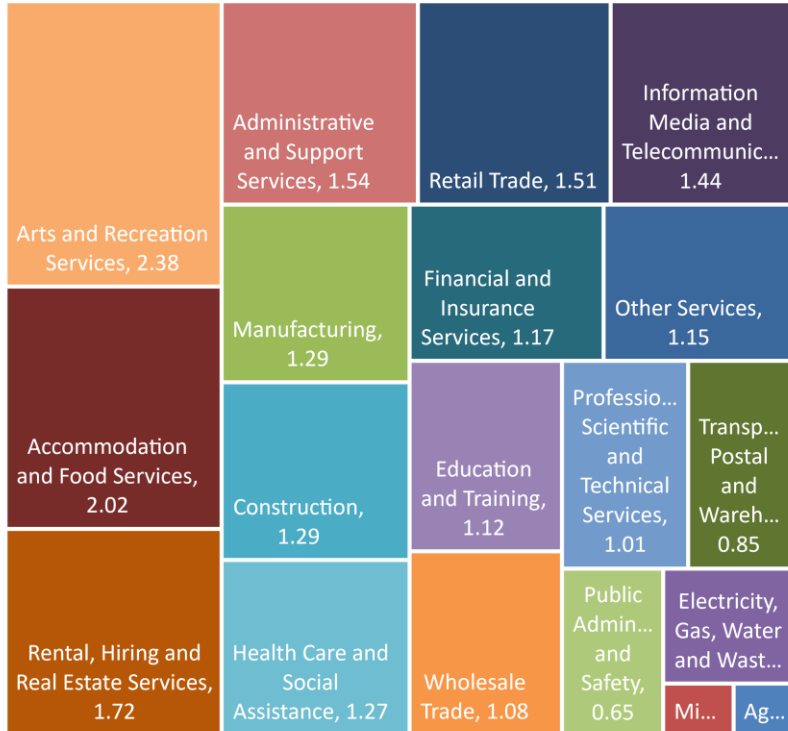 Arts and Recreation
Services, 2.38
Accommodation
and Food Services,
2.02
Rental, Hiring and
Real Estate Services,
1.72
Administrative
and Support
Services, 1.54
Retail Trade, 1.51
Information
Media and
Telecommunic...
1.44
Manufacturing,
1.29
Construction,
1.29
Health Care and
Social
Assistance, 1.27
Financial and
Insurance
Services, 1.17
Other Services,
1.15
Education
and Training,
1.12
Wholesale
Trade, 1.08
Professio...
Scientific
and
Technical
Services,
1.01
Transp...
Postal
and
Wareh...
0.85
Public
Admin...
and
Safety,
0.65
Electricity,
Gas, Water
and Wast...
Mi...
Ag...